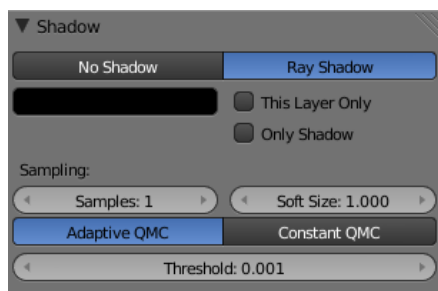 Shadow
No Shadow Ray Shadow
This Layer Only
Only Shadow
Sampling:
Samples: 1 Soft Size: 1.000
Adaptive QMC Constant QMC
Threshold: 0.001